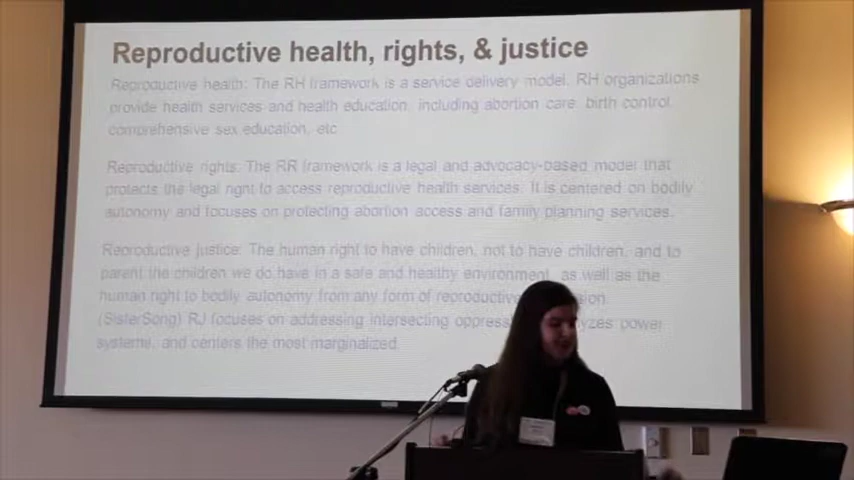 Reproductive health, rights, & justice
Reproductive health: The RH framework is a service delivery model. RH organizations
provide health services and health education, including abortion care, birth control,
comprehensive sex education, etc
Reproductive rights: The RR framework is a legal and advocacy-based model that
protects the legal right to access reproductive health services. It is centered on bodily
autonomy and focuses on protecting abortion access and family planning services.
Reproductive Justice: The human right to have children, not to have children, and to
parent the children we do have in a safe and healthy environment, as well as the
human right to bodily autonomy from any form of reproductive
(SisterSong) RJ focuses on addressing intersecting power
systems, and centers the most marginalized.